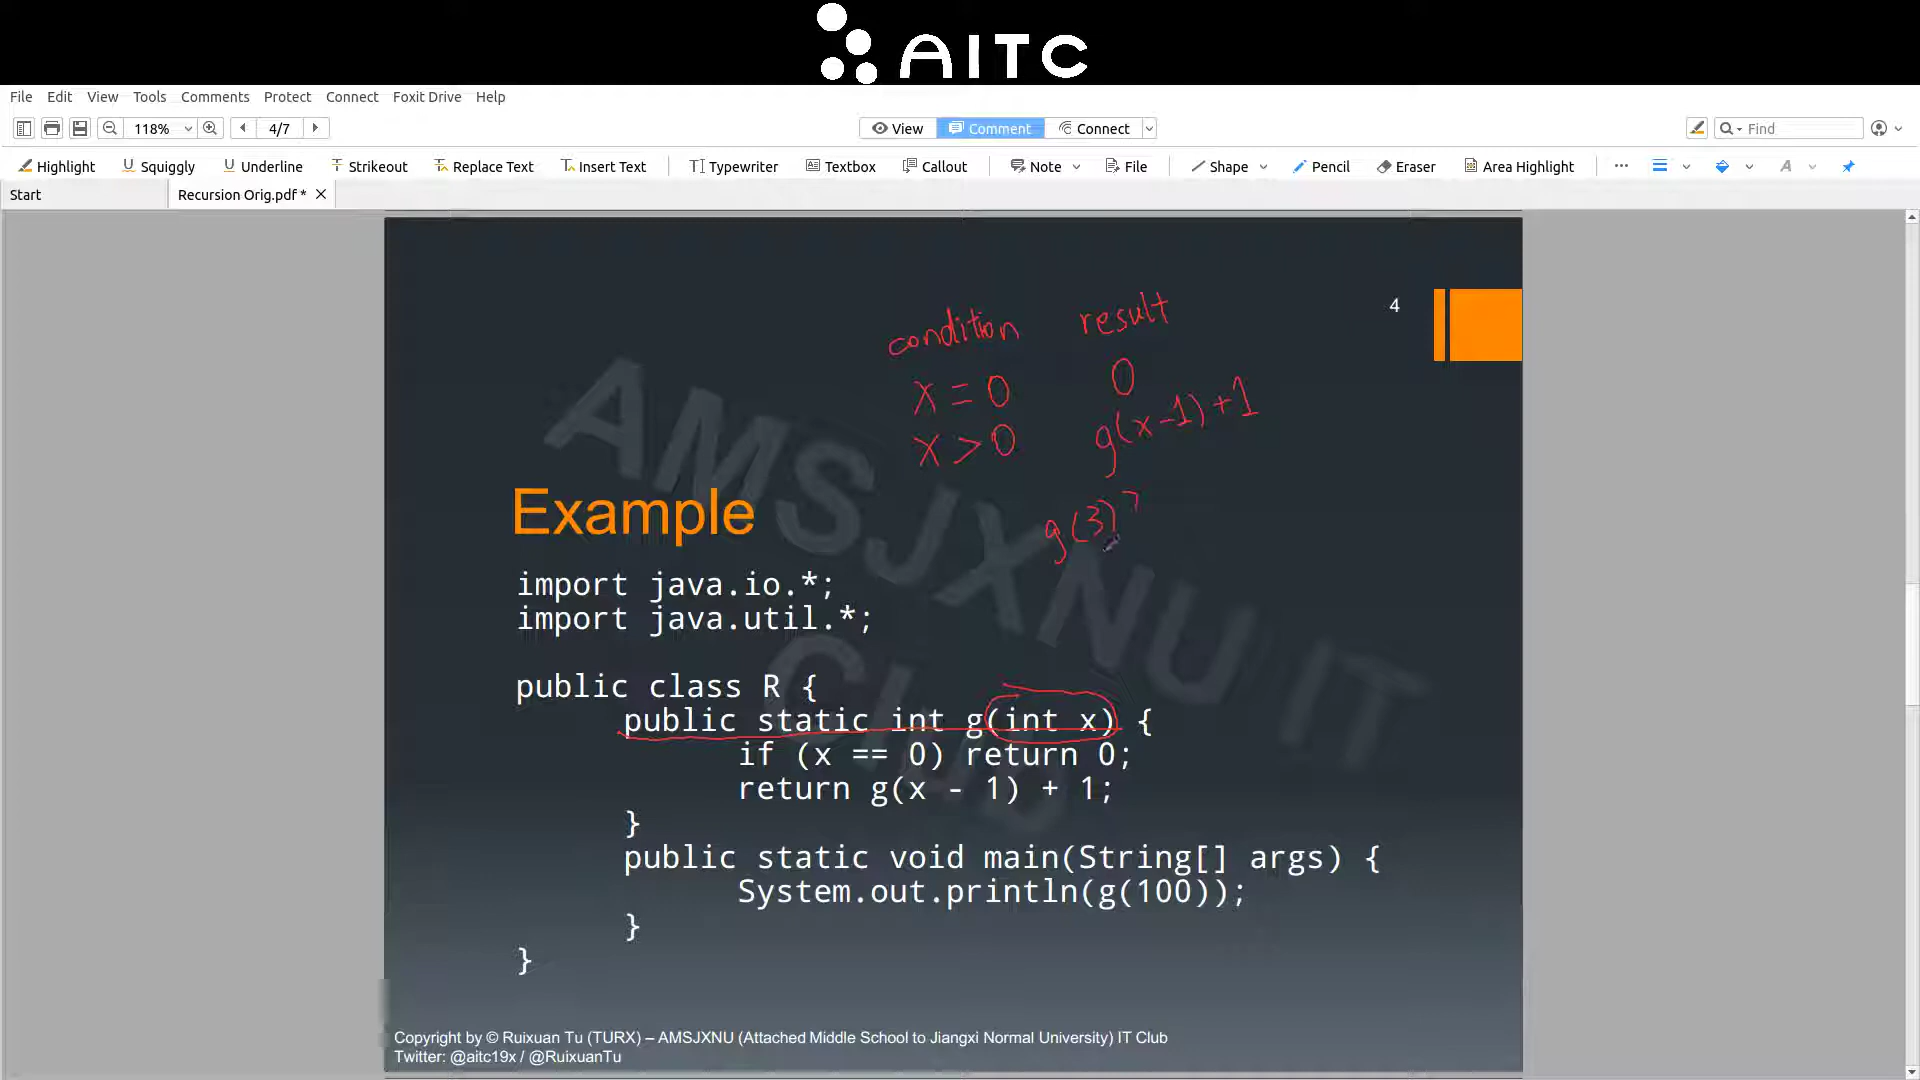 AITC
File Edit View Tools Comments Protect Connect Foxit Drive Help
118% 4/7 View Comment Connect Find
Highlight Squiggly Underline Strikeout Replace Text Insert Text Typewriter Textbox Callout Note File Shape Pencil Eraser Area Highlight
Start Recursion Orig.pdf *
4
condition result
x = 0 0
x > 0 g(x-1)+1
g(3)
Example
import java.io.*;
import java.util.*;
public class R {
public static int g(int x) {
if (x == 0) return 0;
return g(x - 1) + 1;
}
public static void main(String[] args) {
System.out.println(g(100));
}
}
AMSJXNU IT
Club
Copyright by © Ruixuan Tu (TURX) – AMSJXNU (Attached Middle School to Jiangxi Normal University) IT Club
Twitter: @aitc19x / @RuixuanTu